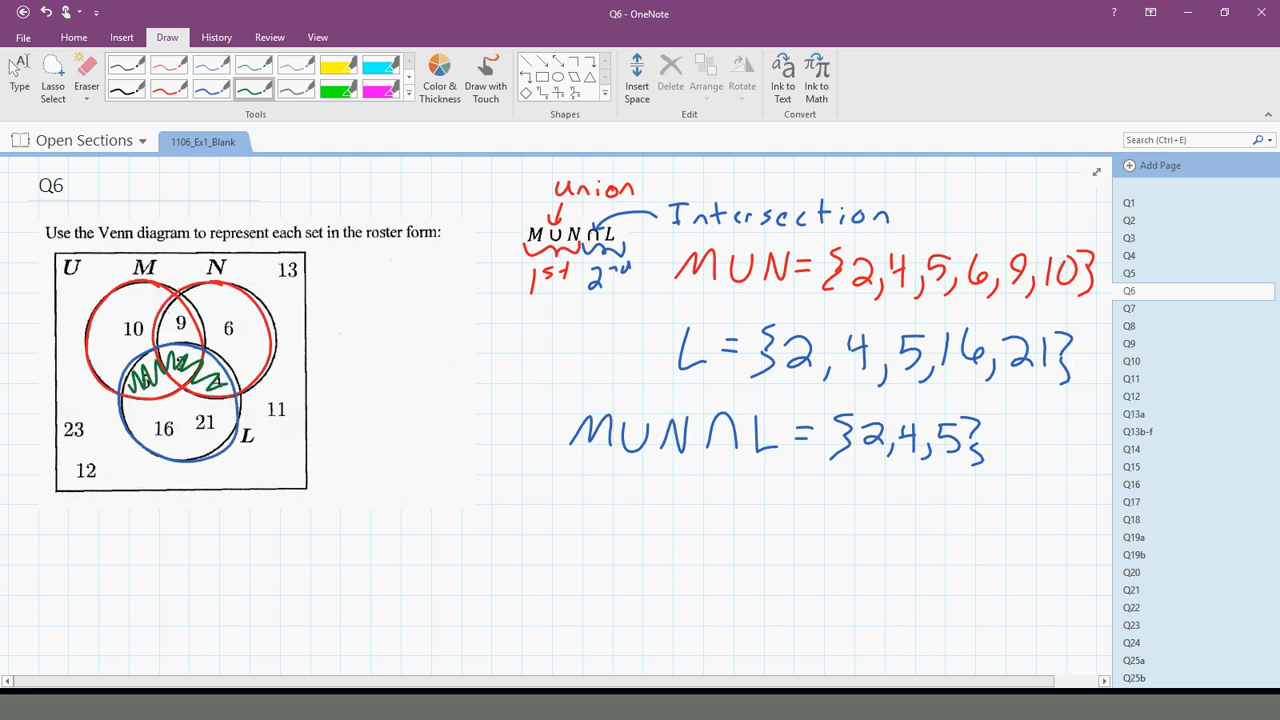 Q6 - OneNote
?
File Home Insert Draw History Review View
Type
Lasso Select
Eraser
Color & Thickness
Draw with Touch
Insert Space
Delete
Arrange
Rotate
Ink to Text
Ink to Math
Tools
Shapes
Edit
Convert
Open Sections
1106_Ex1_Blank
Search (Ctrl+E)
Add Page
Q6
Use the Venn diagram to represent each set in the roster form:
U M N 13
10 9 6
11
16 21 L
23
12
union
M ∪ N ∩ L
Intersection
1st 2nd
M ∪ N = {2,4,5,6,9,10}
L = {2, 4, 5, 16, 21}
M ∪ N ∩ L = {2,4,5}
Q1
Q2
Q3
Q4
Q5
Q6
Q7
Q8
Q9
Q10
Q11
Q12
Q13a
Q13b-f
Q14
Q15
Q16
Q17
Q18
Q19a
Q19b
Q20
Q21
Q22
Q23
Q24
Q25a
Q25b